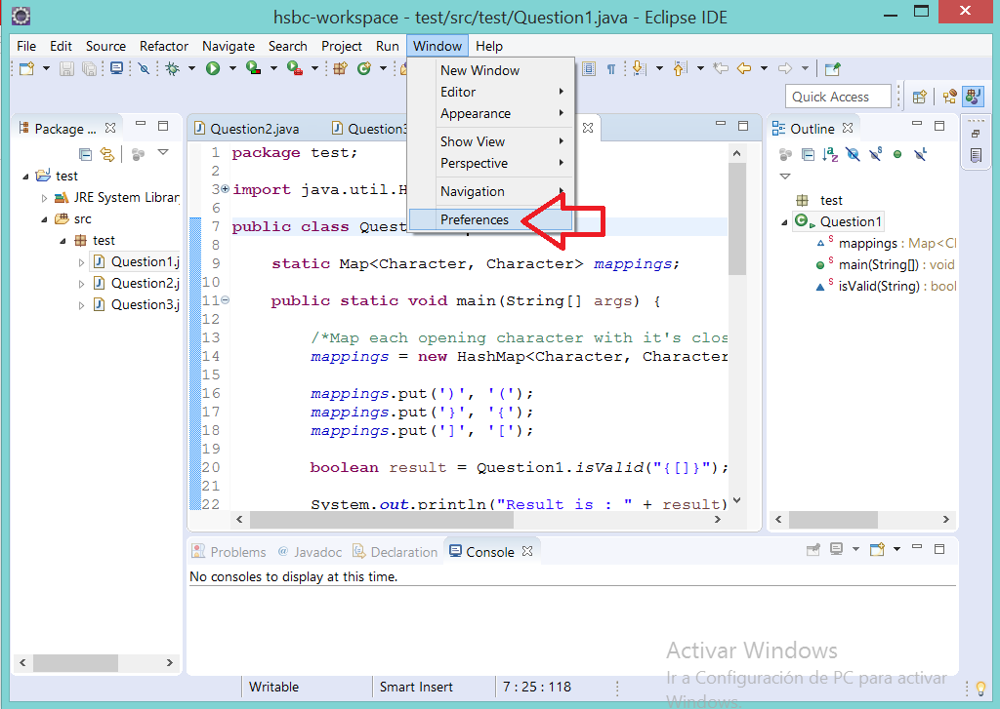 hsbc-workspace - test/src/test/Question1.java - Eclipse IDE
File Edit Source Refactor Navigate Search Project Run Window Help
New Window
Editor
Appearance
Show View
Perspective
Navigation
Preferences
Quick Access
Package ...
test
JRE System Librar
src
test
Question1.j
Question2.j
Question3.j
Question2.java
Question3
1 package test;
2
3 import java.util.H
6
7 public class Quest
8
9 static Map<Character, Character> mappings;
10
11 public static void main(String[] args) {
12
13 /*Map each opening character with it's clos
14 mappings = new HashMap<Character, Character
15
16 mappings.put(')', '(');
17 mappings.put('}', '{');
18 mappings.put(']', '[');
19
20 boolean result = Question1.isValid("{[]}");
21
22 System.out.println("Result is : " + result)
Outline
test
Question1
mappings : Map<Cl
main(String[]) : void
isValid(String) : bool
Problems @ Javadoc Declaration Console
No consoles to display at this time.
Activar Windows
Ir a Configuración de PC para activar
Windows.
Writable Smart Insert 7 : 25 : 118